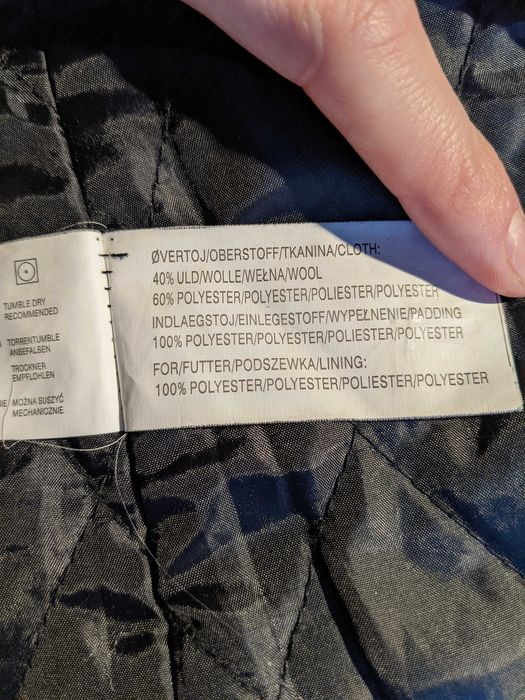 TUMBLE DRY
RECOMMENDED
TORRENTUMBLE
ANBEFALSEN
TROCKNER
EMPFLOHLEN
MOŻNA SUSZYĆ
MECHANICZNIE
ØVERTOJ/OBERSTOFF/TKANINA/CLOTH:
40% ULD/WOLLE/WEŁNA/WOOL
60% POLYESTER/POLYESTER/POLIESTER/POLYESTER
INDLAEGSTOJ/EINLEGESTOFF/WYPEŁNENIE/PADDING
100% POLYESTER/POLYESTER/POLIESTER/POLYESTER
FOR/FUTTER/PODSZEWKA/LINING:
100% POLYESTER/POLYESTER/POLIESTER/POLYESTER